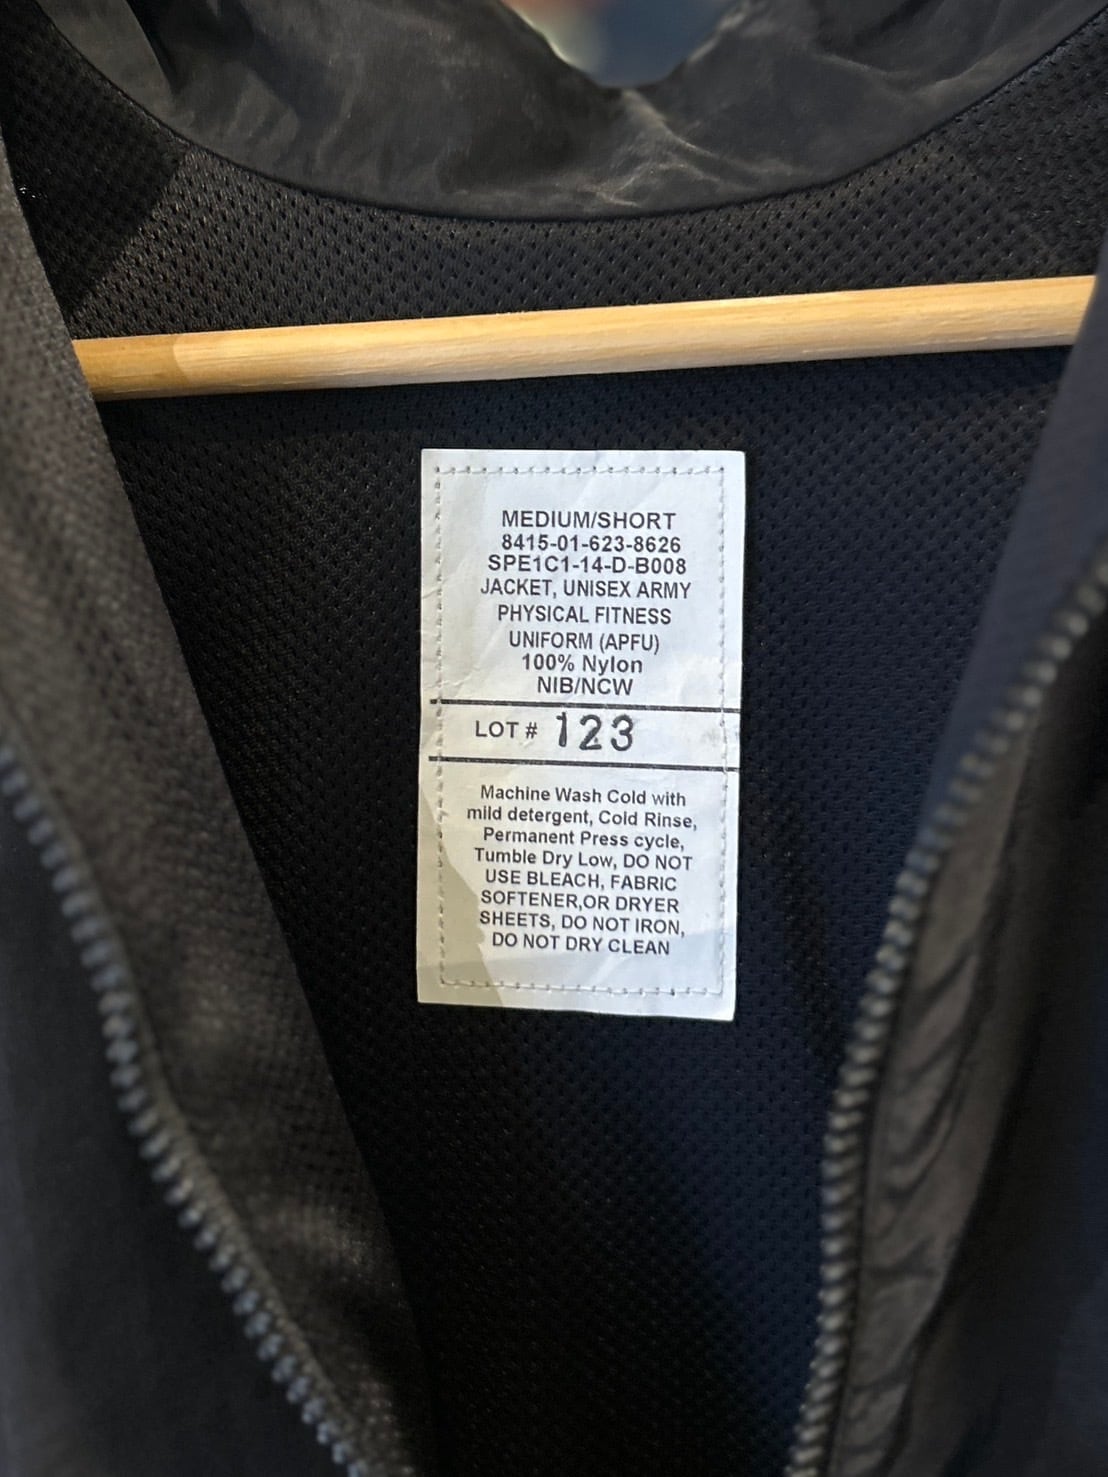 MEDIUM/SHORT
8415-01-623-8626
SPE1C1-14-D-B008
JACKET, UNISEX ARMY
PHYSICAL FITNESS
UNIFORM (APFU)
100% Nylon
NIB/NCW
LOT # 123
Machine Wash Cold with
mild detergent, Cold Rinse,
Permanent Press cycle,
Tumble Dry Low, DO NOT
USE BLEACH, FABRIC
SOFTENER,OR DRYER
SHEETS, DO NOT IRON,
DO NOT DRY CLEAN